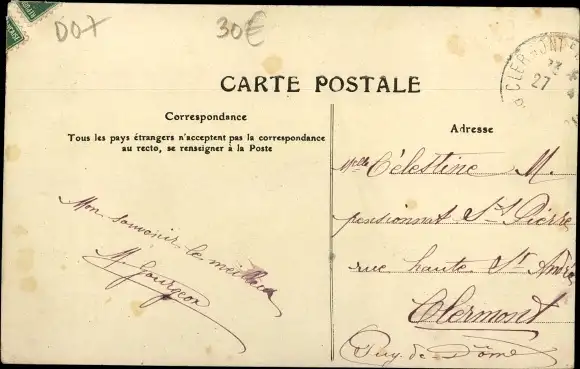 D07
30€
CLERMONT
27
CARTE POSTALE
Correspondance
Tous les pays étrangers n'acceptent pas la correspondance
au recto, se renseigner à la Poste
Mon souvenir le meilleur
M Gourgeon
Adresse
Mlle Célestine M.
pensionnat St Pierre
rue haute St André
Clermont
Puy-de-Dôme